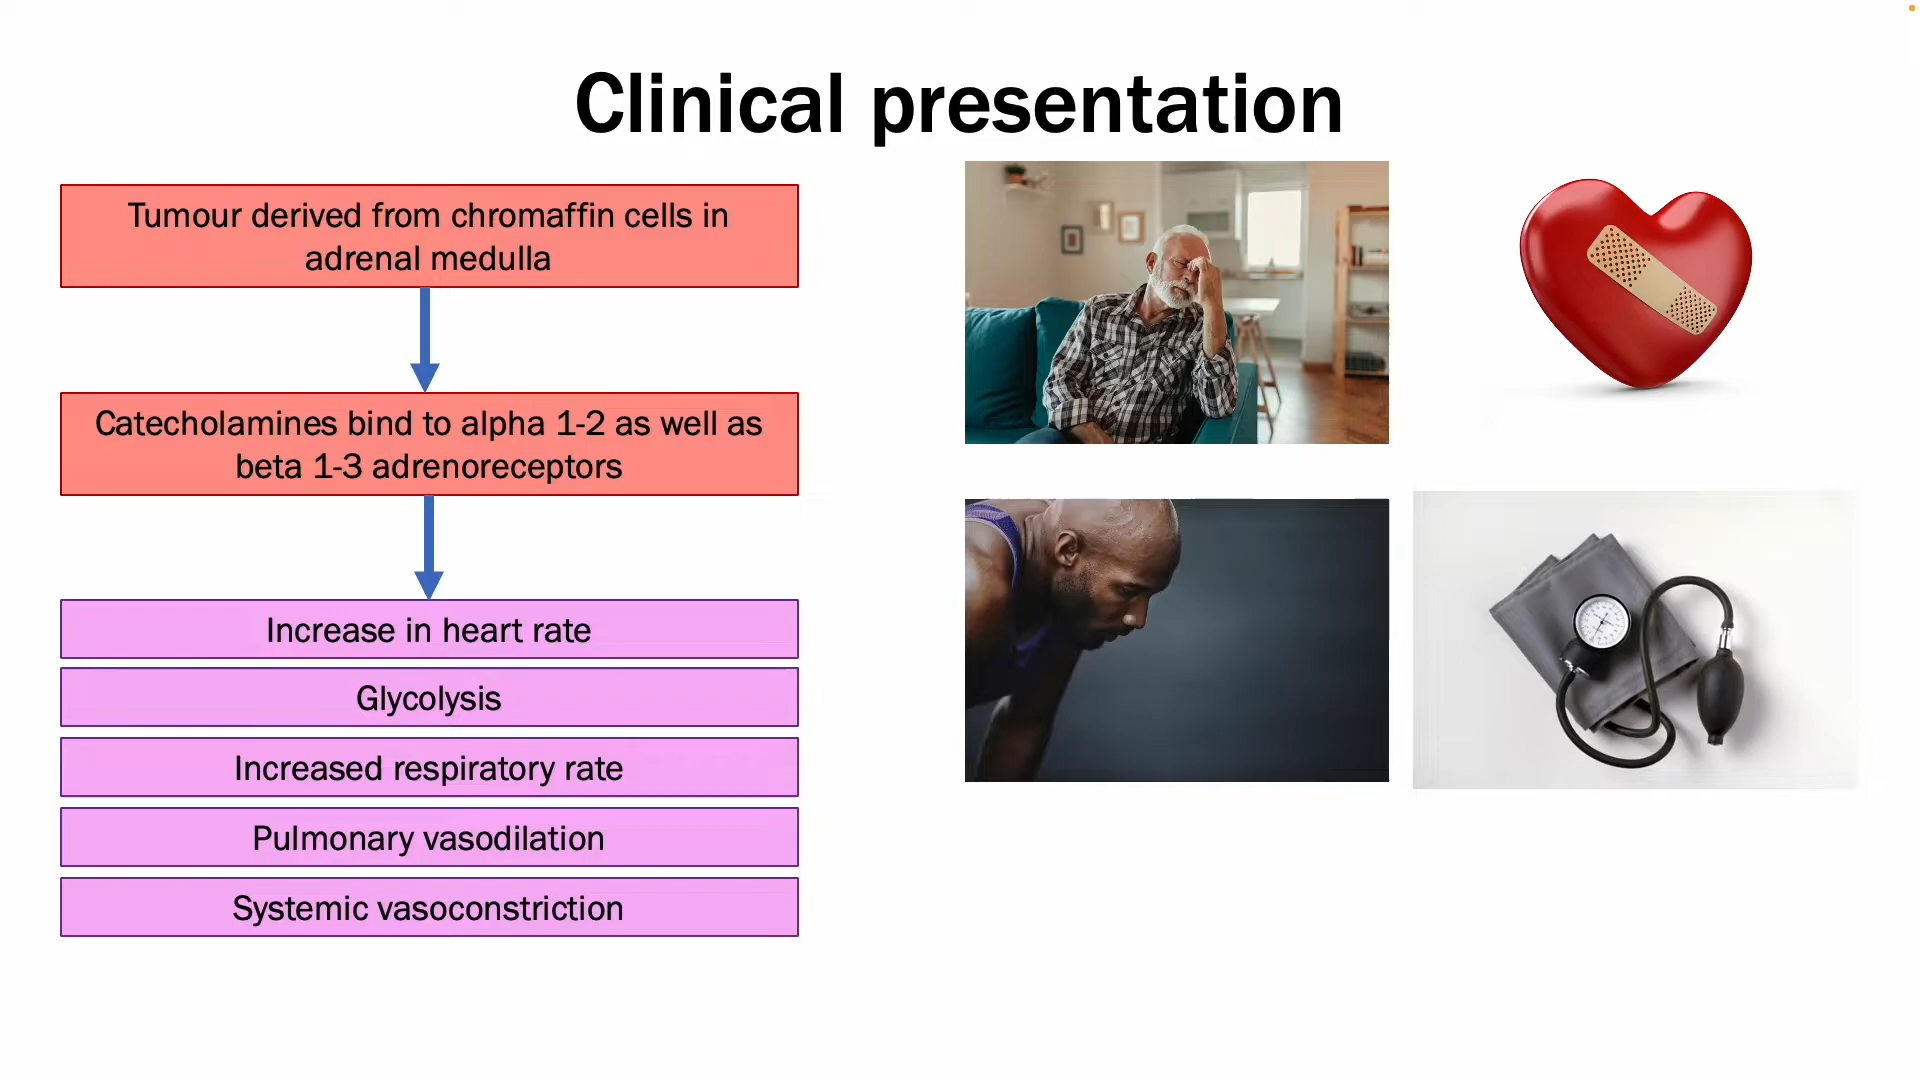 Clinical presentation
Tumour derived from chromaffin cells in
adrenal medulla
Catecholamines bind to alpha 1-2 as well as
beta 1-3 adrenoreceptors
Increase in heart rate
Glycolysis
Increased respiratory rate
Pulmonary vasodilation
Systemic vasoconstriction